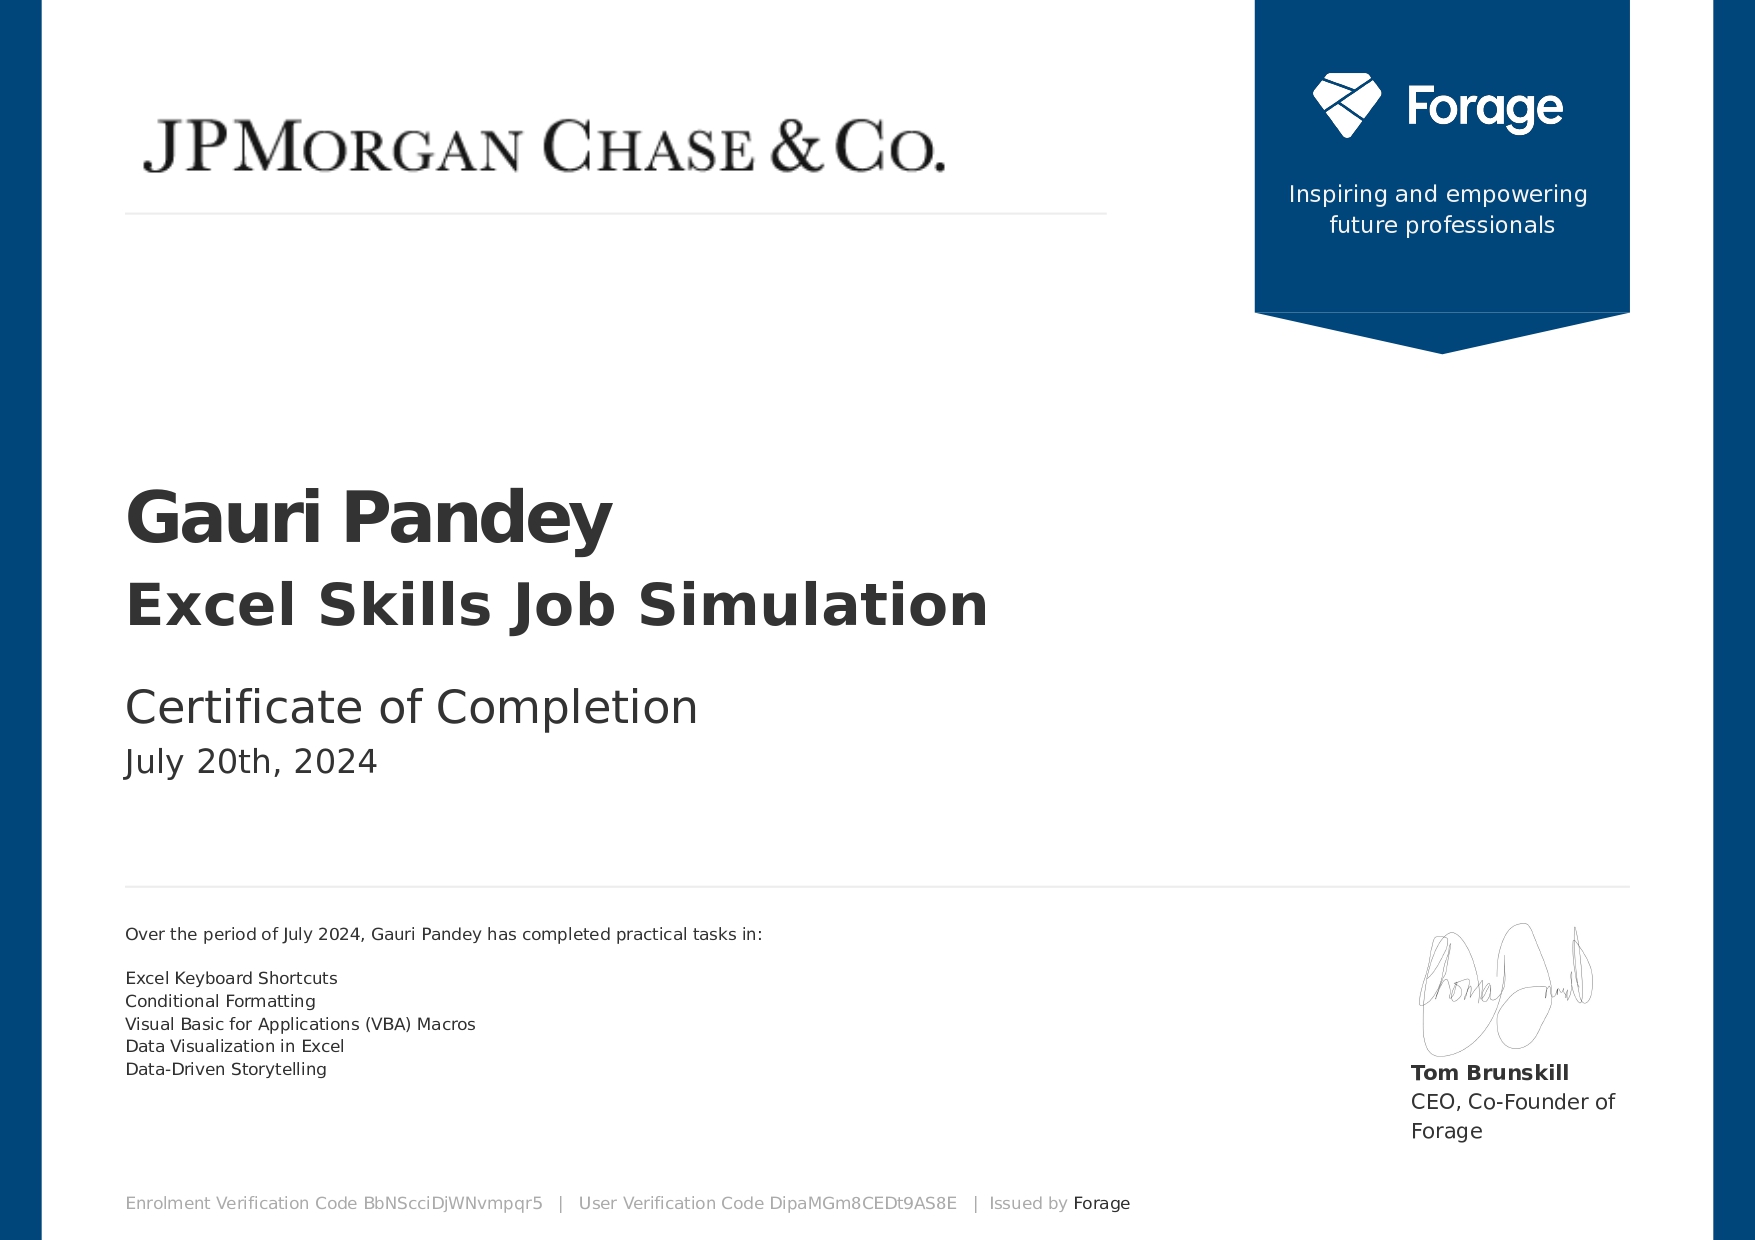 JPMORGAN CHASE & CO.
Forage
Inspiring and empowering
future professionals
Gauri Pandey
Excel Skills Job Simulation
Certificate of Completion
July 20th, 2024
Over the period of July 2024, Gauri Pandey has completed practical tasks in:
Excel Keyboard Shortcuts
Conditional Formatting
Visual Basic for Applications (VBA) Macros
Data Visualization in Excel
Data-Driven Storytelling
Tom Brunskill
CEO, Co-Founder of
Forage
Enrolment Verification Code BbNScciDjWNvmpqr5 | User Verification Code DipaMGm8CEDt9AS8E | Issued by Forage